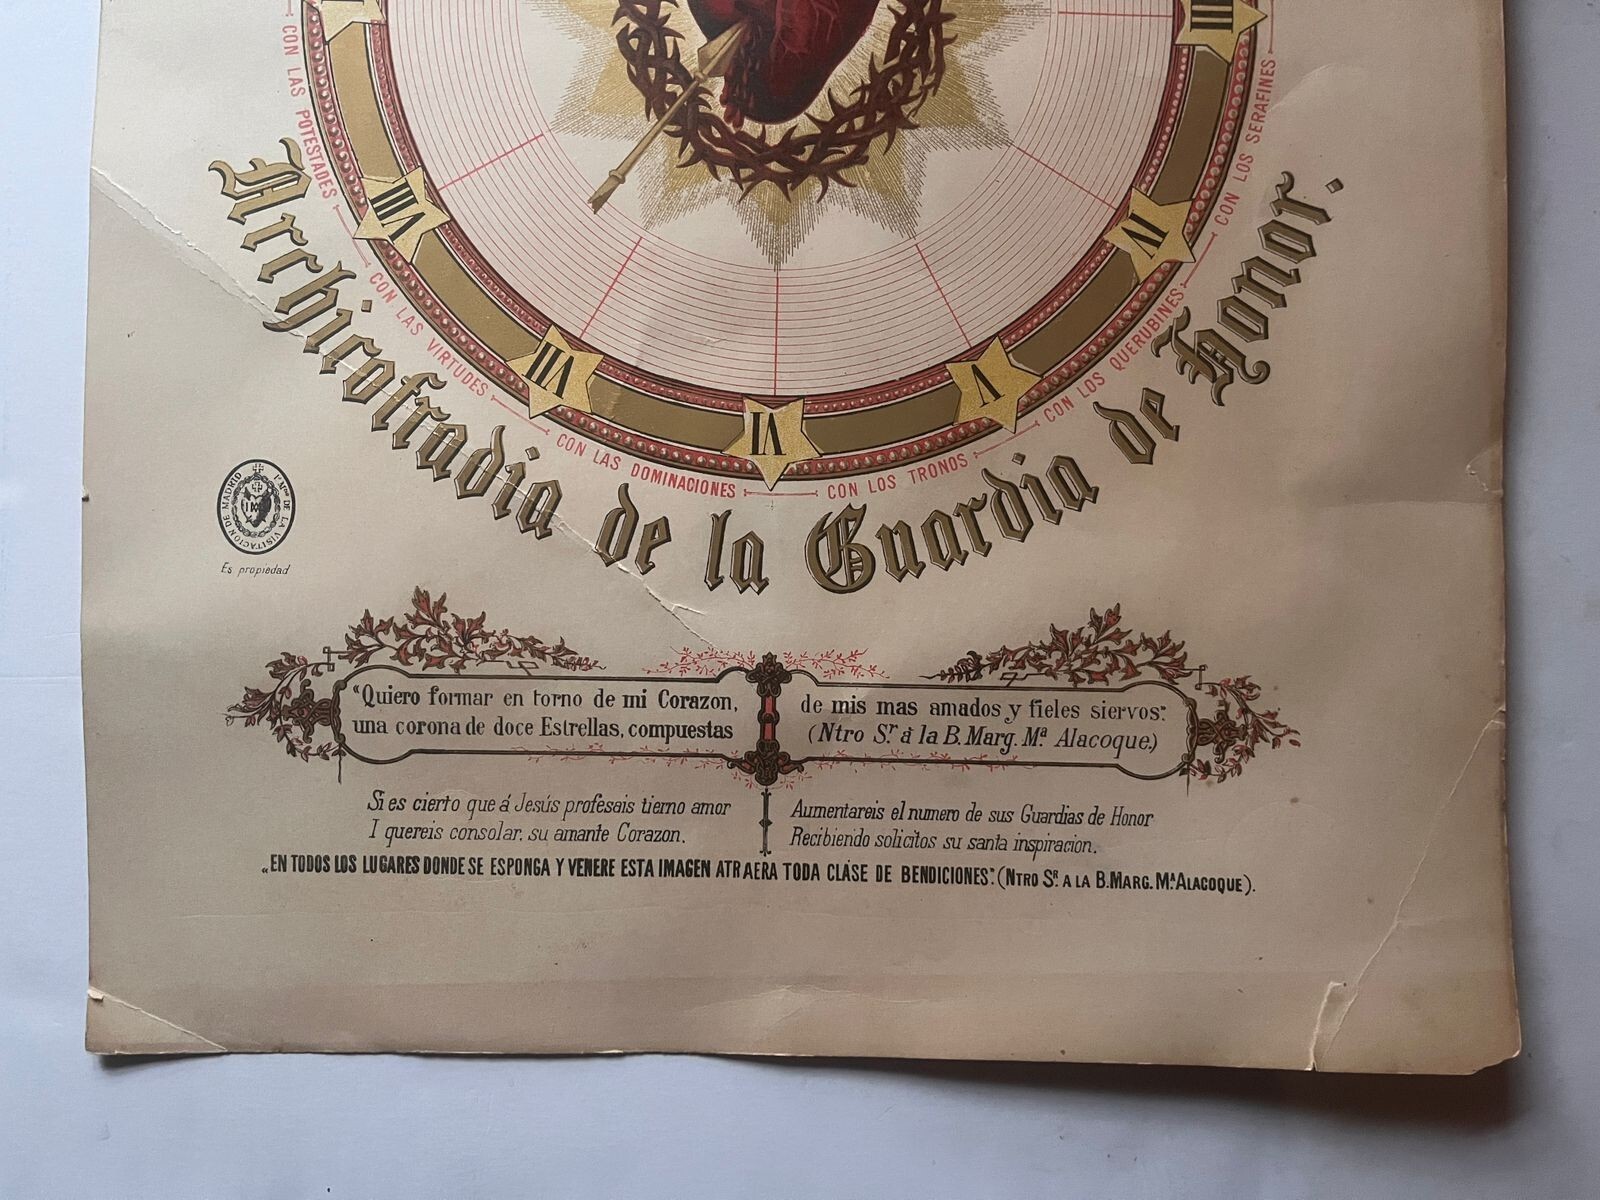 III
CON LAS POTESTADES
CON LOS SERAFINES
VIII
IV
CON LAS VIRTUDES
CON LOS QUERUBINES
VII
V
VI
CON LAS DOMINACIONES
CON LOS TRONOS
Archicofradia de la Guardia de Honor.
DE LA VISITACION DE MADRID
Es propiedad
“Quiero formar en torno de mi Corazon,
una corona de doce Estrellas, compuestas
de mis mas amados y fieles siervos”.
(Ntro Sr á la B. Marg. Mª Alacoque.)
Si es cierto que á Jesús profesais tierno amor
I quereis consolar, su amante Corazon.
Aumentareis el numero de sus Guardias de Honor
Recibiendo solicitos su santa inspiracion.
«EN TODOS LOS LUGARES DONDE SE ESPONGA Y VENERE ESTA IMAGEN ATRAERA TODA CLASE DE BENDICIONES”. (NTRO SR. A LA B. MARG. Mª ALACOQUE).